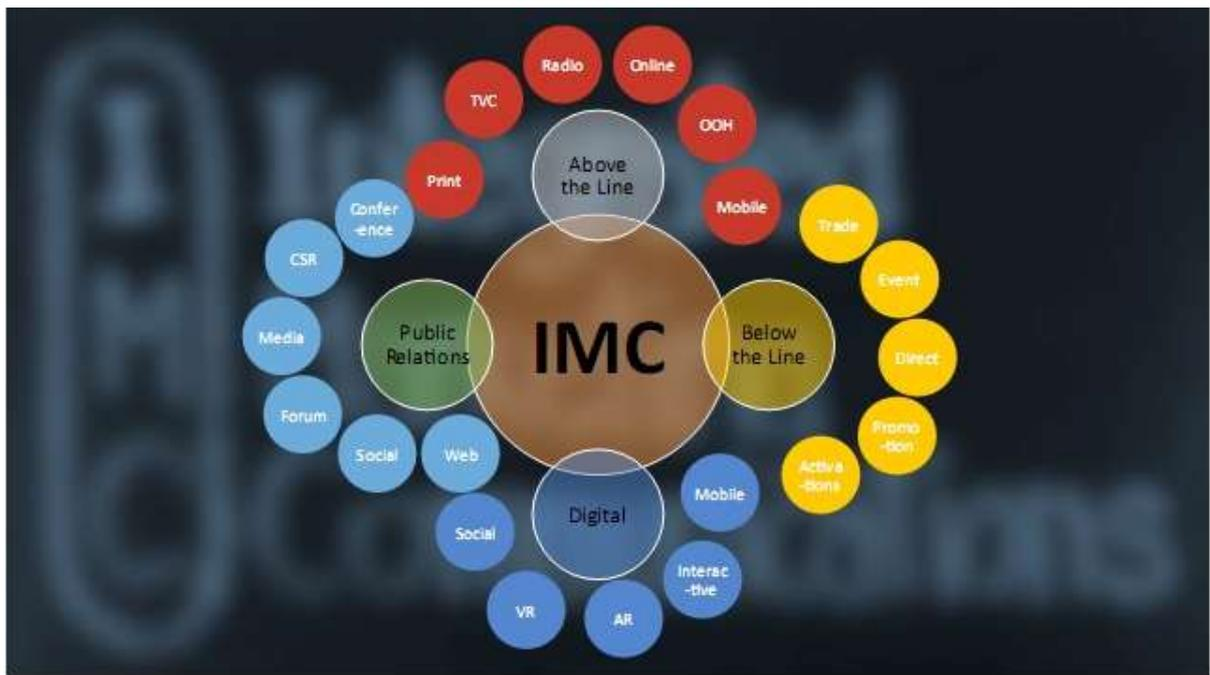 Radio
Online
TVC
OOH
Above
the Line
Print
Mobile
Confer
-ence
Trade
CSR
Event
Media
Public
Relations
IMC
Below
the Line
Direct
Forum
Promo
-tion
Social
Web
Activa
-tions
Mobile
Digital
Social
Interac
-tive
VR
AR